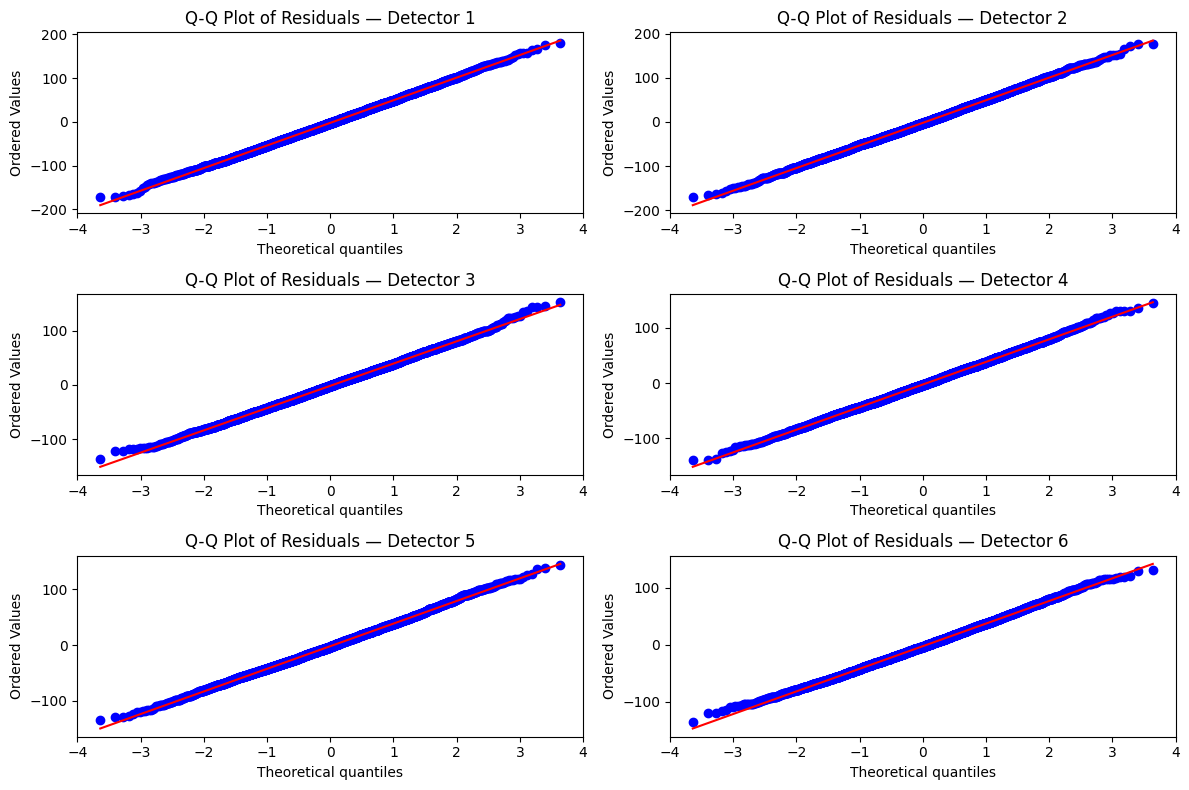 Q-Q Plot of Residuals — Detector 1
200
100
0
−100
−200
Ordered Values
−4 −3 −2 −1 0 1 2 3 4
Theoretical quantiles
Q-Q Plot of Residuals — Detector 2
200
100
0
−100
−200
Ordered Values
−4 −3 −2 −1 0 1 2 3 4
Theoretical quantiles
Q-Q Plot of Residuals — Detector 3
100
0
−100
Ordered Values
−4 −3 −2 −1 0 1 2 3 4
Theoretical quantiles
Q-Q Plot of Residuals — Detector 4
100
0
−100
Ordered Values
−4 −3 −2 −1 0 1 2 3 4
Theoretical quantiles
Q-Q Plot of Residuals — Detector 5
100
0
−100
Ordered Values
−4 −3 −2 −1 0 1 2 3 4
Theoretical quantiles
Q-Q Plot of Residuals — Detector 6
100
0
−100
Ordered Values
−4 −3 −2 −1 0 1 2 3 4
Theoretical quantiles